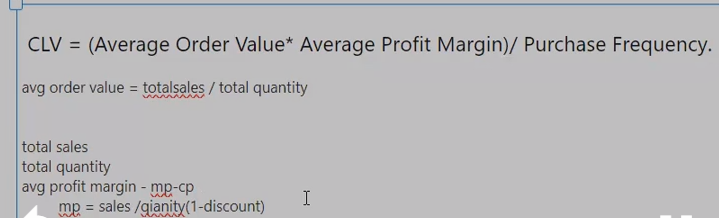 CLV = (Average Order Value* Average Profit Margin)/ Purchase Frequency.
avg order value = totalsales / total quantity
total sales
total quantity
avg profit margin - mp-cp
mp = sales /qianity(1-discount)